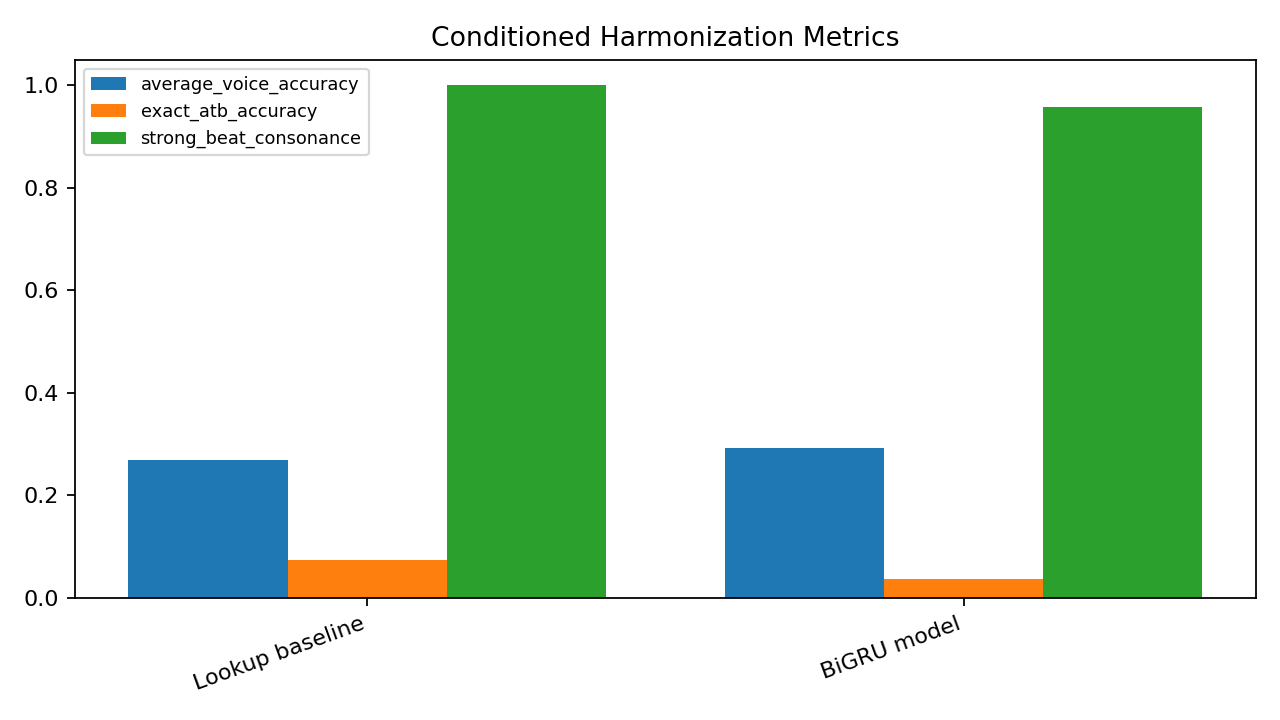 Conditioned Harmonization Metrics
average_voice_accuracy
exact_atb_accuracy
strong_beat_consonance
1.0
0.8
0.6
0.4
0.2
0.0
Lookup baseline
BiGRU model